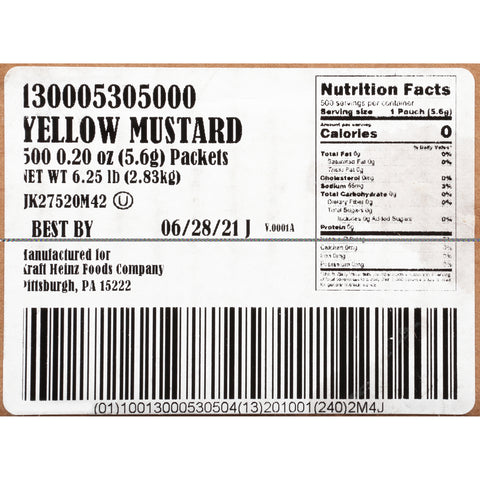 130005305000
YELLOW MUSTARD
500 0.20 oz (5.6g) Packets
NET WT 6.25 lb (2.83kg)
JK27520M42 U
BEST BY 06/28/21 J V.0001A
Manufactured for
Kraft Heinz Foods Company
Pittsburgh, PA 15222
Nutrition Facts
500 servings per container
Serving size 1 Pouch (5.6g)
Amount per serving
Calories 0
% Daily Value*
Total Fat 0g 0%
Saturated Fat 0g 0%
Trans Fat 0g
Cholesterol 0mg 0%
Sodium 65mg 3%
Total Carbohydrate 0g 0%
Dietary Fiber 0g 0%
Total Sugars 0g
Includes 0g Added Sugars 0%
Protein 0g
Calcium 0mg 0%
Iron 0mg 0%
Potassium 0mg 0%
(01)10013000530504(13)201001(240)2M4J